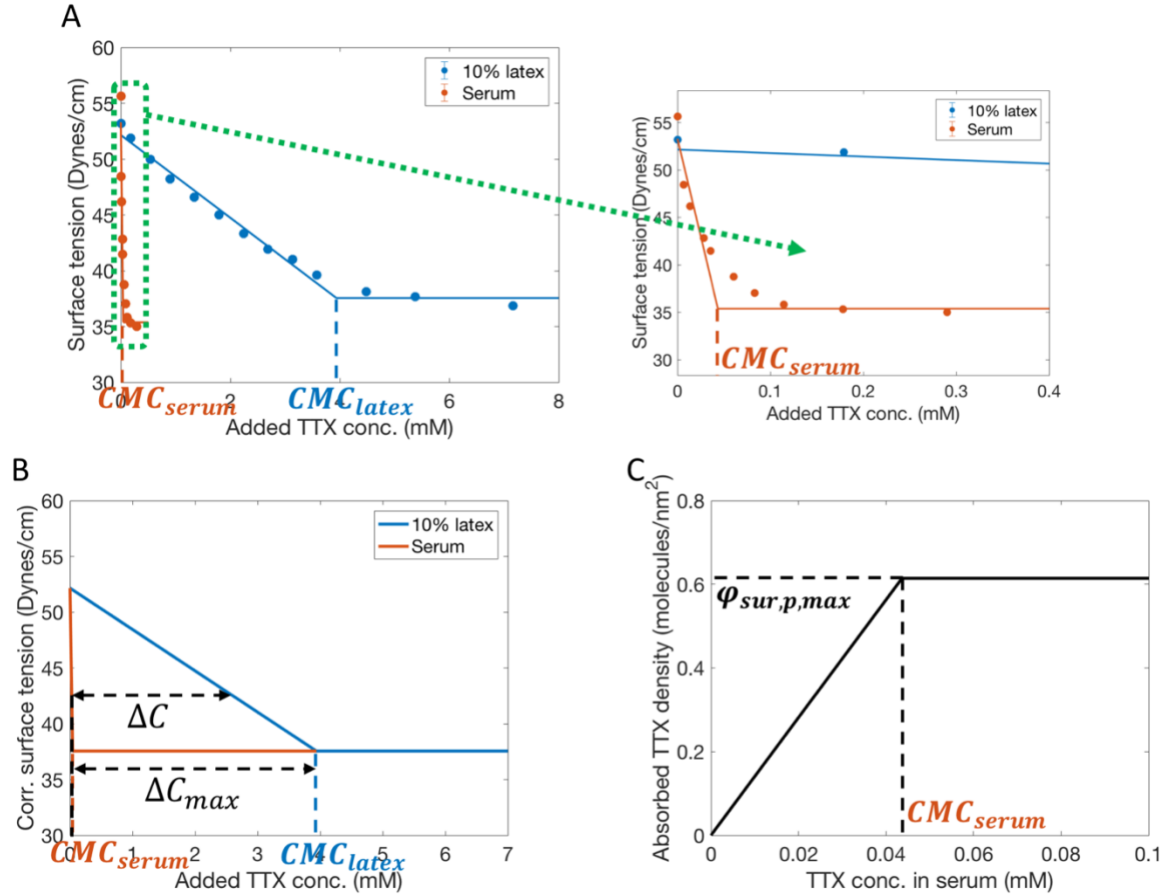 A
60
55
50
45
40
35
30
Surface tension (Dynes/cm)
10% latex
Serum
0
2
4
6
8
CMC_serum
CMC_latex
Added TTX conc. (mM)
55
50
45
40
35
30
Surface tension (Dynes/cm)
10% latex
Serum
CMC_serum
0
0.1
0.2
0.3
0.4
Added TTX conc. (mM)
B
60
55
50
45
40
35
30
Corr. surface tension (Dynes/cm)
10% latex
Serum
ΔC
ΔC_max
0
1
2
3
4
5
6
7
CMC_serum
CMC_latex
Added TTX conc. (mM)
C
0.8
0.6
0.4
0.2
0
Absorbed TTX density (molecules/nm²)
φ_sur,p,max
CMC_serum
0
0.02
0.04
0.06
0.08
0.1
TTX conc. in serum (mM)